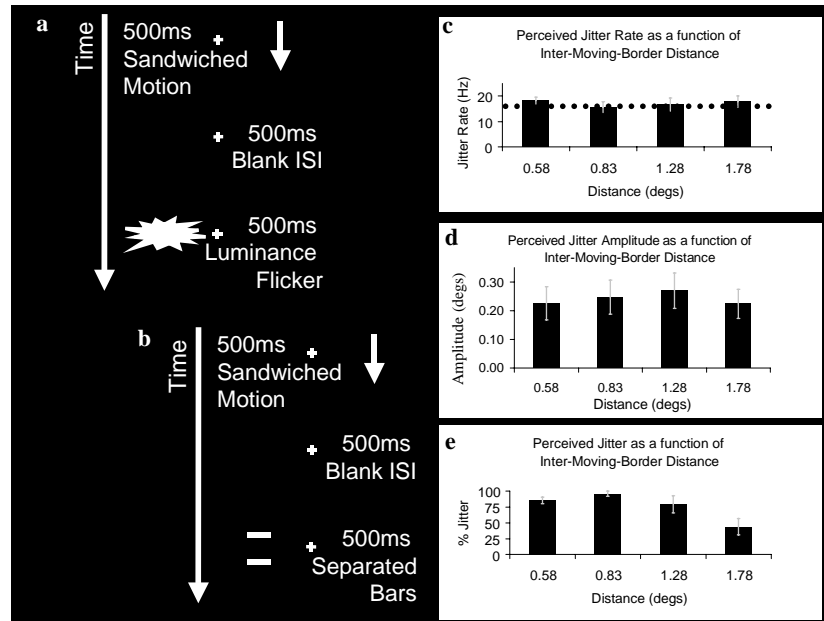 a
Time
500ms
Sandwiched
Motion
500ms
Blank ISI
500ms
Luminance
Flicker
b
Time
500ms
Sandwiched
Motion
500ms
Blank ISI
500ms
Separated
Bars
c
Perceived Jitter Rate as a function of
Inter-Moving-Border Distance
Jitter Rate (Hz)
20
10
0
0.58 0.83 1.28 1.78
Distance (degs)
d
Perceived Jitter Amplitude as a function of
Inter-Moving-Border Distance
Amplitude (degs)
0.30
0.20
0.00
0.58 0.83 1.28 1.78
Distance (degs)
e
Perceived Jitter as a function of
Inter-Moving-Border Distance
% Jitter
100
75
50
25
0
0.58 0.83 1.28 1.78
Distance (degs)